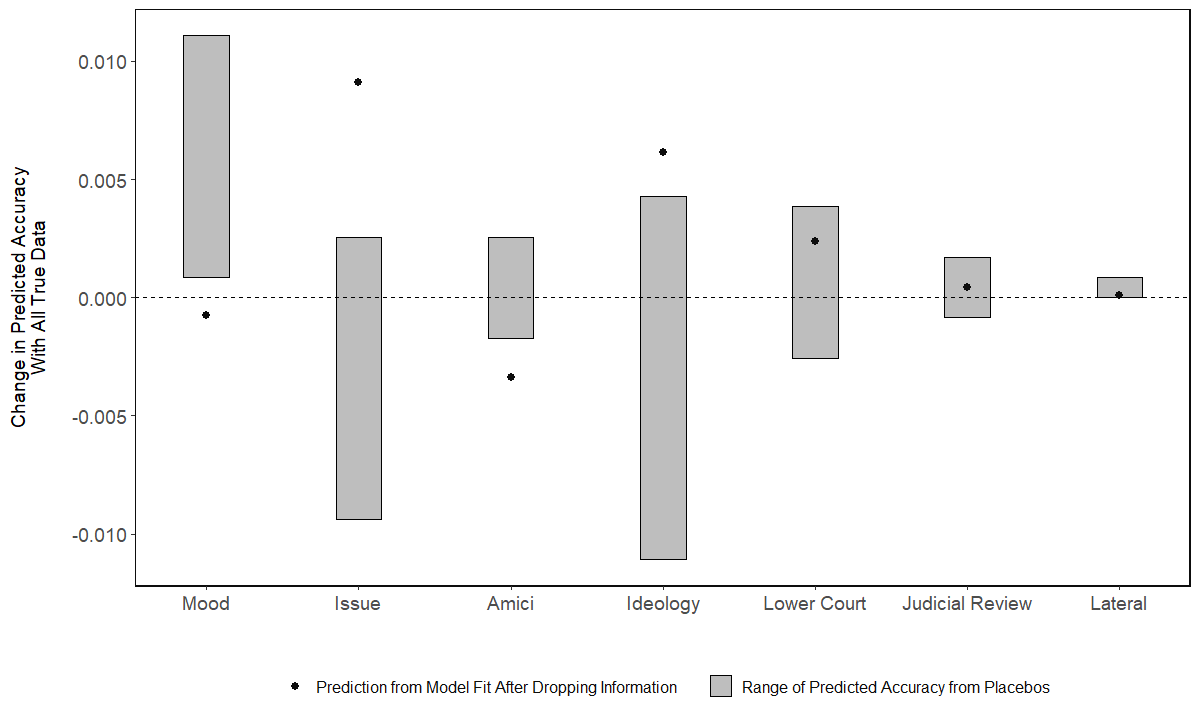 Change in Predicted Accuracy
With All True Data
0.010
0.005
0.000
-0.005
-0.010
Mood Issue Amici Ideology Lower Court Judicial Review Lateral
Prediction from Model Fit After Dropping Information Range of Predicted Accuracy from Placebos